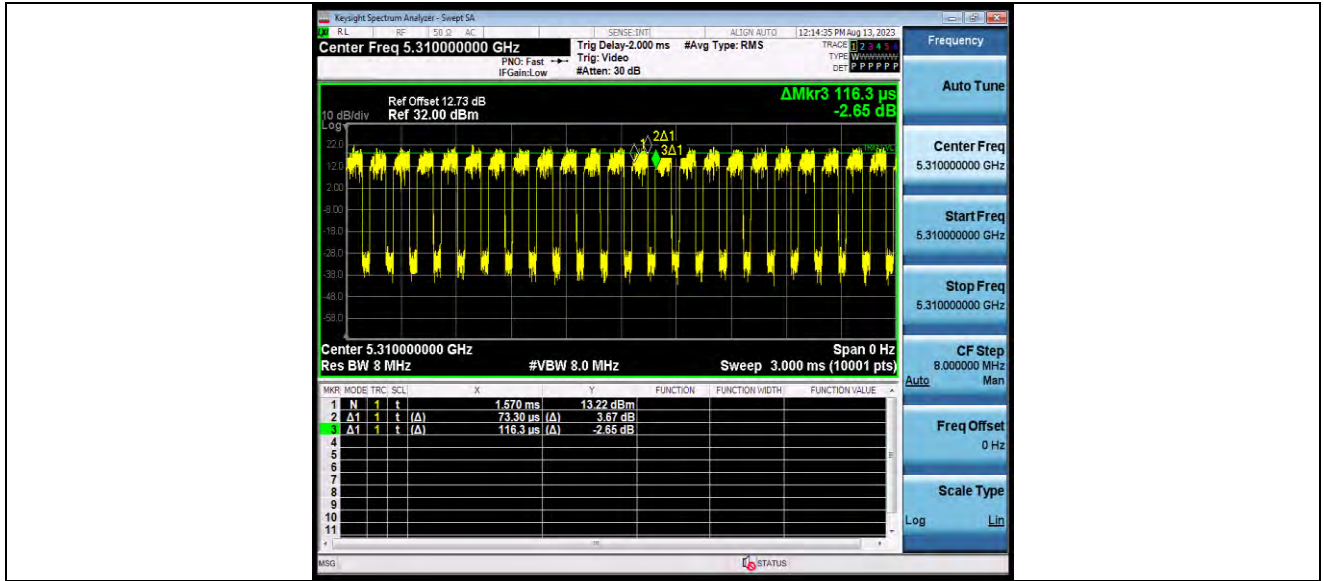 Keysight Spectrum Analyzer - Swept SA
RL RF 50 Ω AC SENSE:INT ALIGN AUTO 12:14:35 PM Aug 13, 2023
Center Freq 5.310000000 GHz Trig Delay-2.000 ms #Avg Type: RMS TRACE 1 2 3 4 5 6
PNO: Fast Trig: Video TYPE WWWWWW
IFGain:Low #Atten: 30 dB DET P P P P P P
ΔMkr3 116.3 µs
-2.65 dB
Ref Offset 12.73 dB
10 dB/div Ref 32.00 dBm
Log
22.0
12.0
2.00
-8.00
-18.0
-28.0
-38.0
-48.0
-58.0
1 2Δ1
3Δ1
Center 5.310000000 GHz Span 0 Hz
Res BW 8 MHz #VBW 8.0 MHz Sweep 3.000 ms (10001 pts)
MKR MODE TRC SCL X Y FUNCTION FUNCTION WIDTH FUNCTION VALUE
1 N 1 t 1.570 ms 13.22 dBm
2 Δ1 1 t (Δ) 73.30 µs (Δ) 3.67 dB
3 Δ1 1 t (Δ) 116.3 µs (Δ) -2.65 dB
4
5
6
7
8
9
10
11
MSG STATUS
Frequency
Auto Tune
Center Freq
5.310000000 GHz
Start Freq
5.310000000 GHz
Stop Freq
5.310000000 GHz
CF Step
8.000000 MHz
Auto Man
Freq Offset
0 Hz
Scale Type
Log Lin